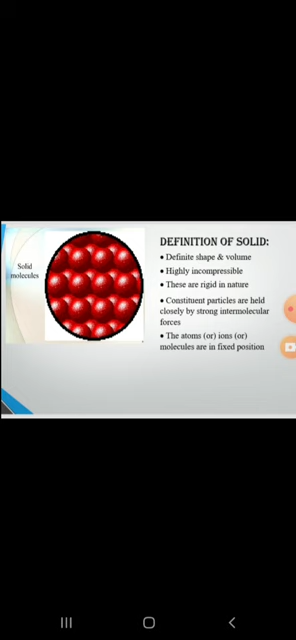 Solid
molecules
DEFINITION OF SOLID:
• Definite shape & volume
• Highly incompressible
• These are rigid in nature
• Constituent particles are held
closely by strong intermolecular
forces
• The atoms (or) ions (or)
molecules are in fixed position